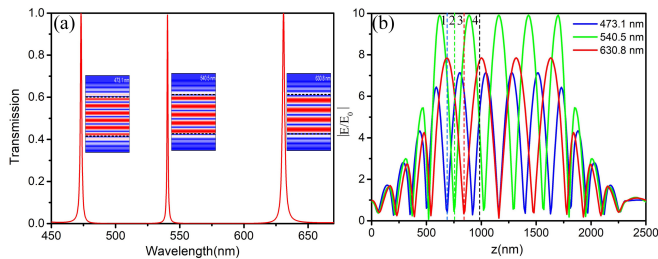 (a)
Transmission
1.0
0.8
0.6
0.4
0.2
0.0
473.1 nm
540.5 nm
630.8 nm
450 500 550 600 650
Wavelength(nm)
(b)
|E/E0|
10
8
6
4
2
0
1 2 3 4
473.1 nm
540.5 nm
630.8 nm
0 500 1000 1500 2000 2500
z(nm)